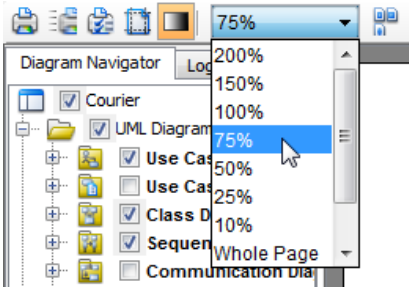 75%
Diagram Navigator
200%
150%
Courier
100%
UML Diagram
75%
Use Cas
50%
Use Cas
25%
Class D
10%
Sequen
Whole Page
Communication Dia